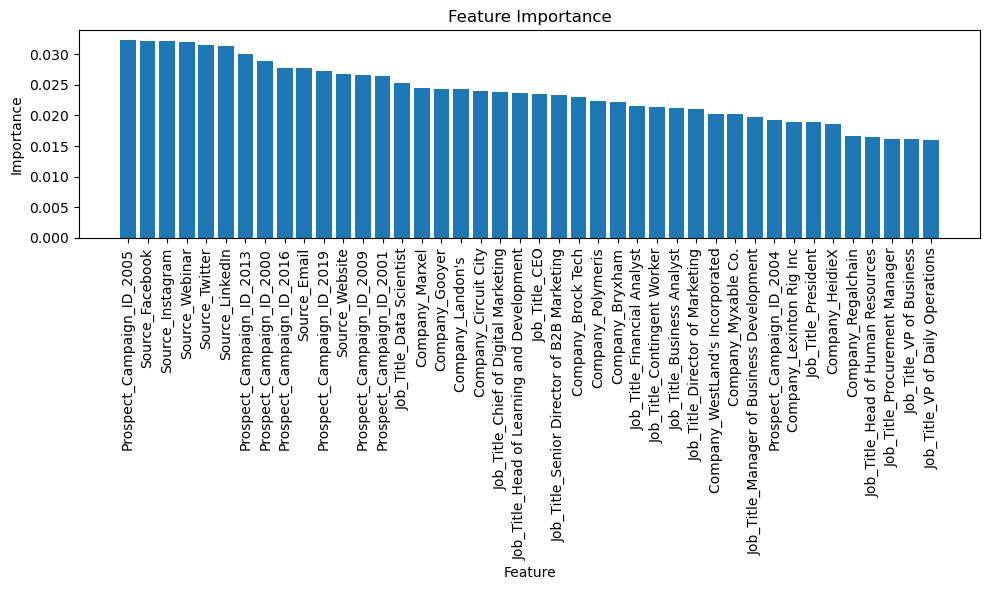 Feature Importance
Importance
0.030
0.025
0.020
0.015
0.010
0.005
0.000
Prospect_Campaign_ID_2005
Source_Facebook
Source_Instagram
Source_Webinar
Source_Twitter
Source_LinkedIn
Prospect_Campaign_ID_2013
Prospect_Campaign_ID_2000
Prospect_Campaign_ID_2016
Source_Email
Prospect_Campaign_ID_2019
Source_Website
Prospect_Campaign_ID_2009
Prospect_Campaign_ID_2001
Job_Title_Data Scientist
Company_Marxel
Company_Gooyer
Company_Landon's
Company_Circuit City
Job_Title_Chief of Digital Marketing
Job_Title_Head of Learning and Development
Job_Title_CEO
Job_Title_Senior Director of B2B Marketing
Company_Brock Tech
Company_Polymeris
Company_Bryxham
Job_Title_Financial Analyst
Job_Title_Contingent Worker
Job_Title_Business Analyst
Job_Title_Director of Marketing
Company_WestLand's Incorporated
Company_Myxable Co.
Job_Title_Manager of Business Development
Prospect_Campaign_ID_2004
Company_Lexinton Rig Inc
Job_Title_President
Company_HeidieX
Company_Regalchain
Job_Title_Head of Human Resources
Job_Title_Procurement Manager
Job_Title_VP of Business
Job_Title_VP of Daily Operations
Feature